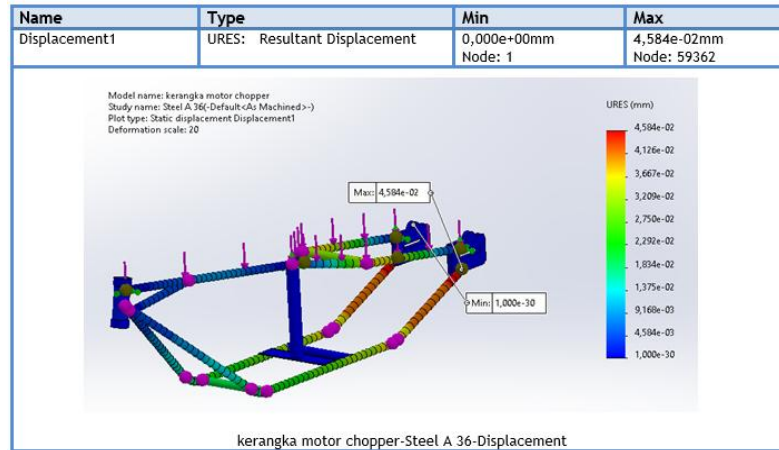 Name Type Min Max
Displacement1 URES: Resultant Displacement 0,000e+00mm 4,584e-02mm
Node: 1 Node: 59362
Model name: kerangka motor chopper
Study name: Steel A 36(-Default<As Machined>-)
Plot type: Static displacement Displacement1
Deformation scale: 20
URES (mm)
4,584e-02
4,126e-02
3,667e-02
3,209e-02
2,750e-02
2,292e-02
1,834e-02
1,375e-02
9,168e-03
4,584e-03
1,000e-30
Max: 4,584e-02
Min: 1,000e-30
kerangka motor chopper-Steel A 36-Displacement